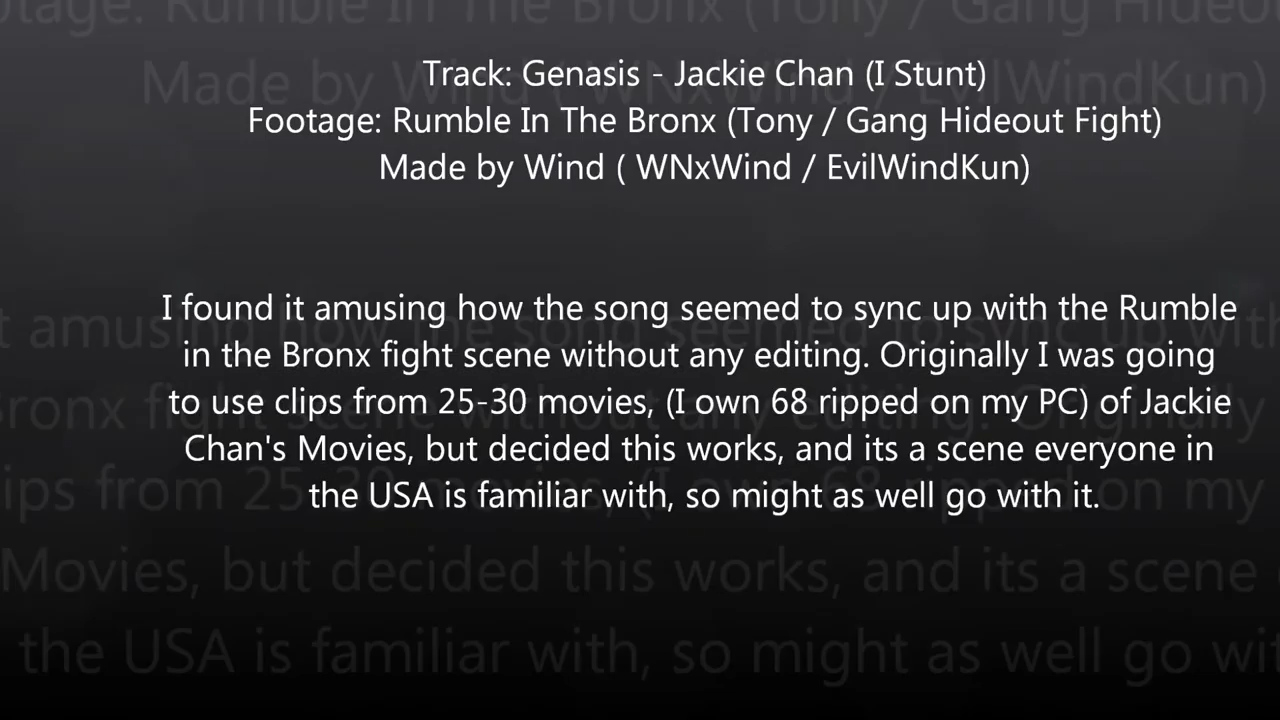 Track: Genasis - Jackie Chan (I Stunt)
Footage: Rumble In The Bronx (Tony / Gang Hideout Fight)
Made by Wind ( WNxWind / EvilWindKun)
I found it amusing how the song seemed to sync up with the Rumble
in the Bronx fight scene without any editing. Originally I was going
to use clips from 25-30 movies, (I own 68 ripped on my PC) of Jackie
Chan's Movies, but decided this works, and its a scene everyone in
the USA is familiar with, so might as well go with it.